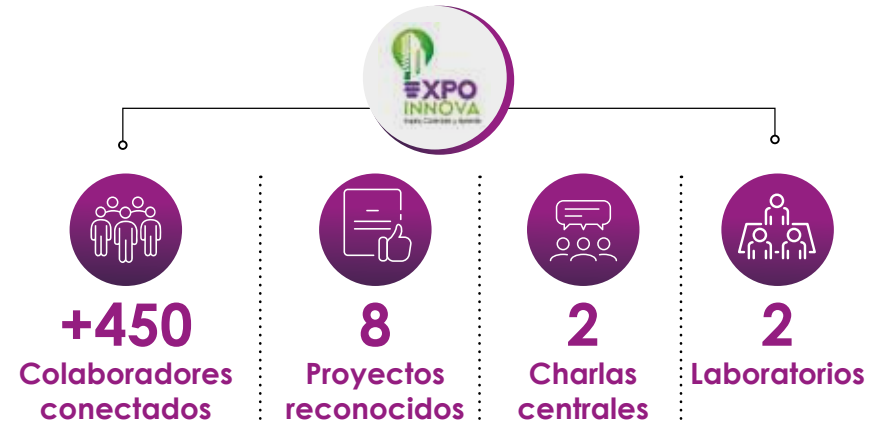 EXPO
INNOVA
+450
Colaboradores
conectados
8
Proyectos
reconocidos
2
Charlas
centrales
2
Laboratorios